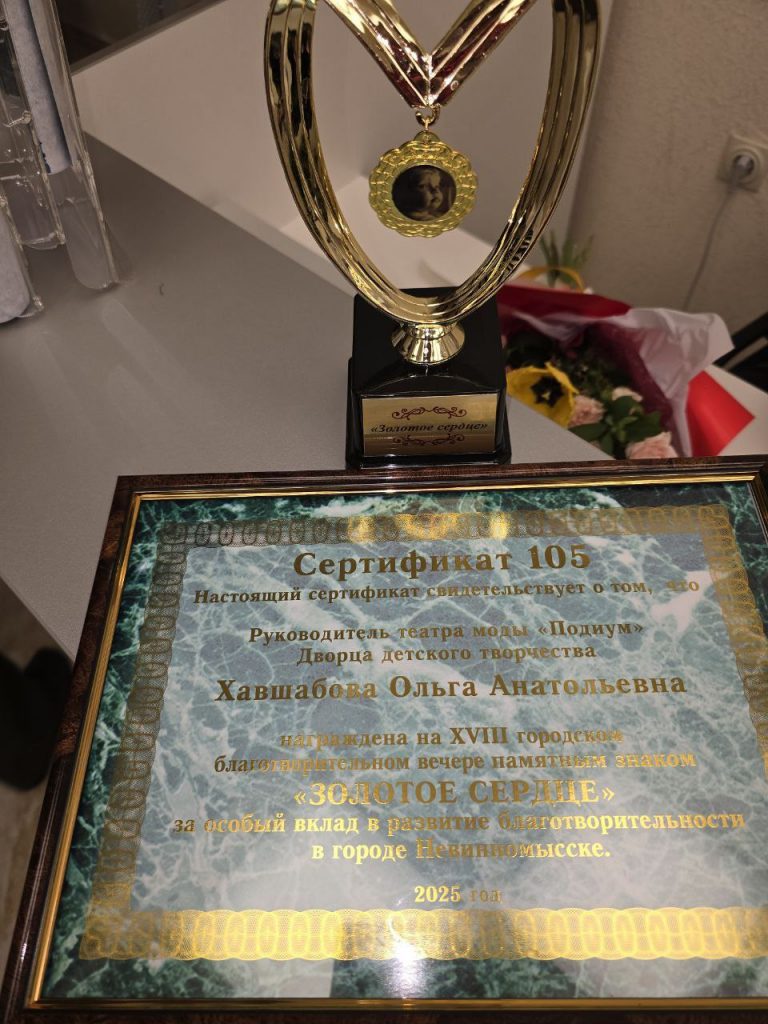 «Золотое сердце»
Сертификат 105
Настоящий сертификат свидетельствует о том, что
Руководитель театра моды «Подиум»
Дворца детского творчества
Хавшабова Ольга Анатольевна
награждена на XVIII городском
благотворительном вечере памятным знаком
«ЗОЛОТОЕ СЕРДЦЕ»
за особый вклад в развитие благотворительности
в городе Невинномысске.
2025 год